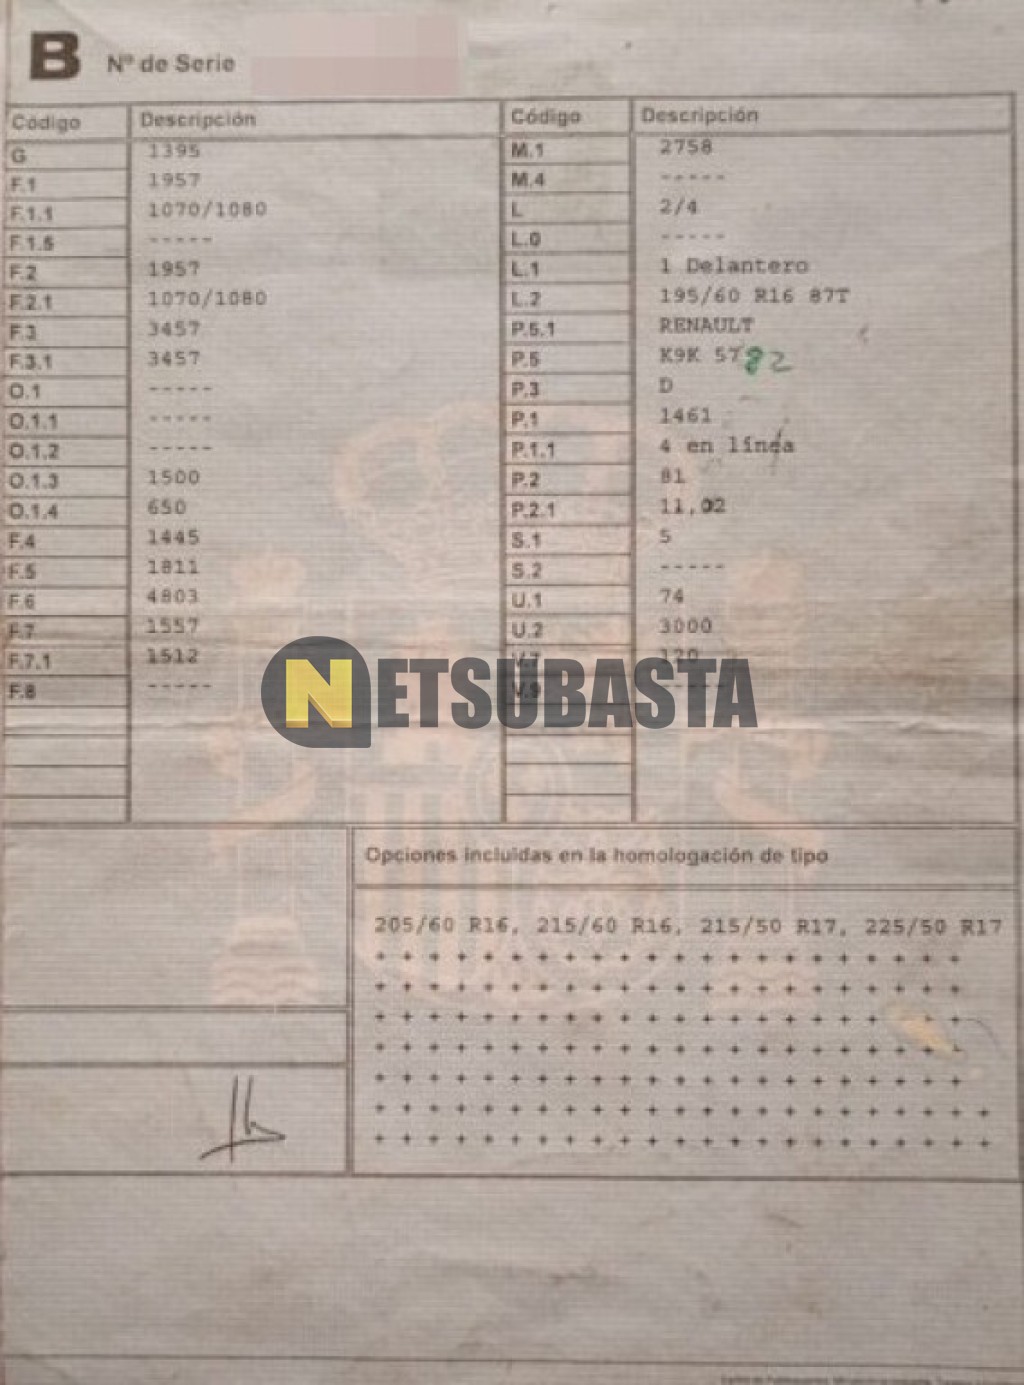 B Nº de Serie
Código Descripción Código Descripción
G 1395 M.1 2758
F.1 1957 M.4 -----
F.1.1 1070/1080 L 2/4
F.1.5 ----- L.0 -----
F.2 1957 L.1 1 Delantero
F.2.1 1070/1080 L.2 195/60 R16 87T
F.3 3457 P.5.1 RENAULT
F.3.1 3457 P.5 K9K 5782
O.1 ----- P.3 D
O.1.1 ----- P.1 1461
O.1.2 ----- P.1.1 4 en línea
O.1.3 1500 P.2 81
O.1.4 650 P.2.1 11,02
F.4 1445 S.1 5
F.5 1811 S.2 -----
F.6 4803 U.1 74
F.7 1557 U.2 3000
F.7.1 1512 V.7 120
F.8 ----- V.9 -----
NETSUBASTA
Opciones incluidas en la homologación de tipo
205/60 R16, 215/60 R16, 215/50 R17, 225/50 R17
+ + + + + + + + + + + + + + + + + + + + + +
+ + + + + + + + + + + + + + + + + + + + + +
+ + + + + + + + + + + + + + + + + + + + + +
+ + + + + + + + + + + + + + + + + + + + + +
+ + + + + + + + + + + + + + + + + + + + + +
+ + + + + + + + + + + + + + + + + + + + + + +
+ + + + + + + + + + + + + + + + + + + + + + +